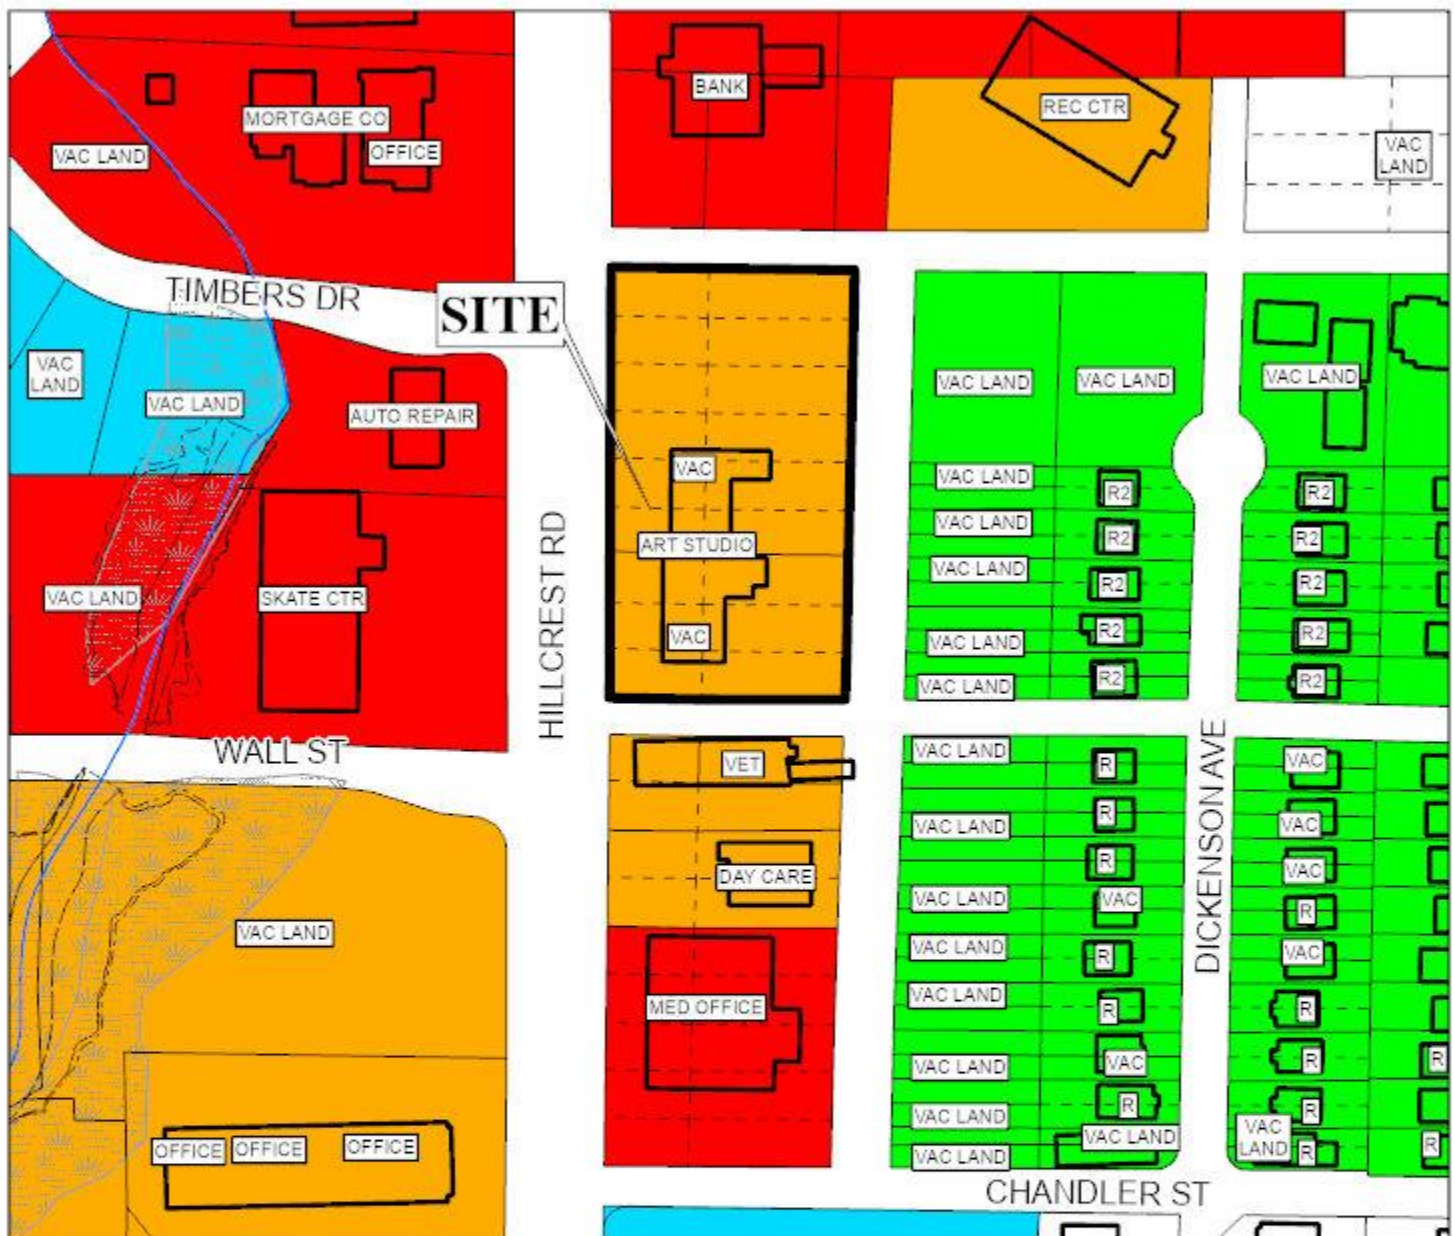 BANK
MORTGAGE CO
REC CTR
OFFICE
VAC LAND
VAC
LAND
TIMBERS DR
SITE
VAC
LAND
VAC LAND
AUTO REPAIR
VAC LAND
VAC LAND
VAC LAND
VAC
VAC LAND
R2
R2
VAC LAND
ART STUDIO
R2
R2
VAC LAND
R2
R2
VAC LAND
SKATE CTR
HILLCREST RD
VAC
VAC LAND
R2
R2
VAC LAND
R2
R2
WALL ST
VET
VAC LAND
R
VAC
VAC LAND
R
VAC
DAY CARE
R
VAC
DICKENSON AVE
VAC LAND
VAC
R
VAC LAND
VAC LAND
R
VAC
MED OFFICE
VAC LAND
R
R
VAC LAND
VAC
R
R
VAC LAND
R
R
OFFICE
OFFICE
OFFICE
VAC LAND
VAC LAND
VAC
LAND
R
R
CHANDLER ST